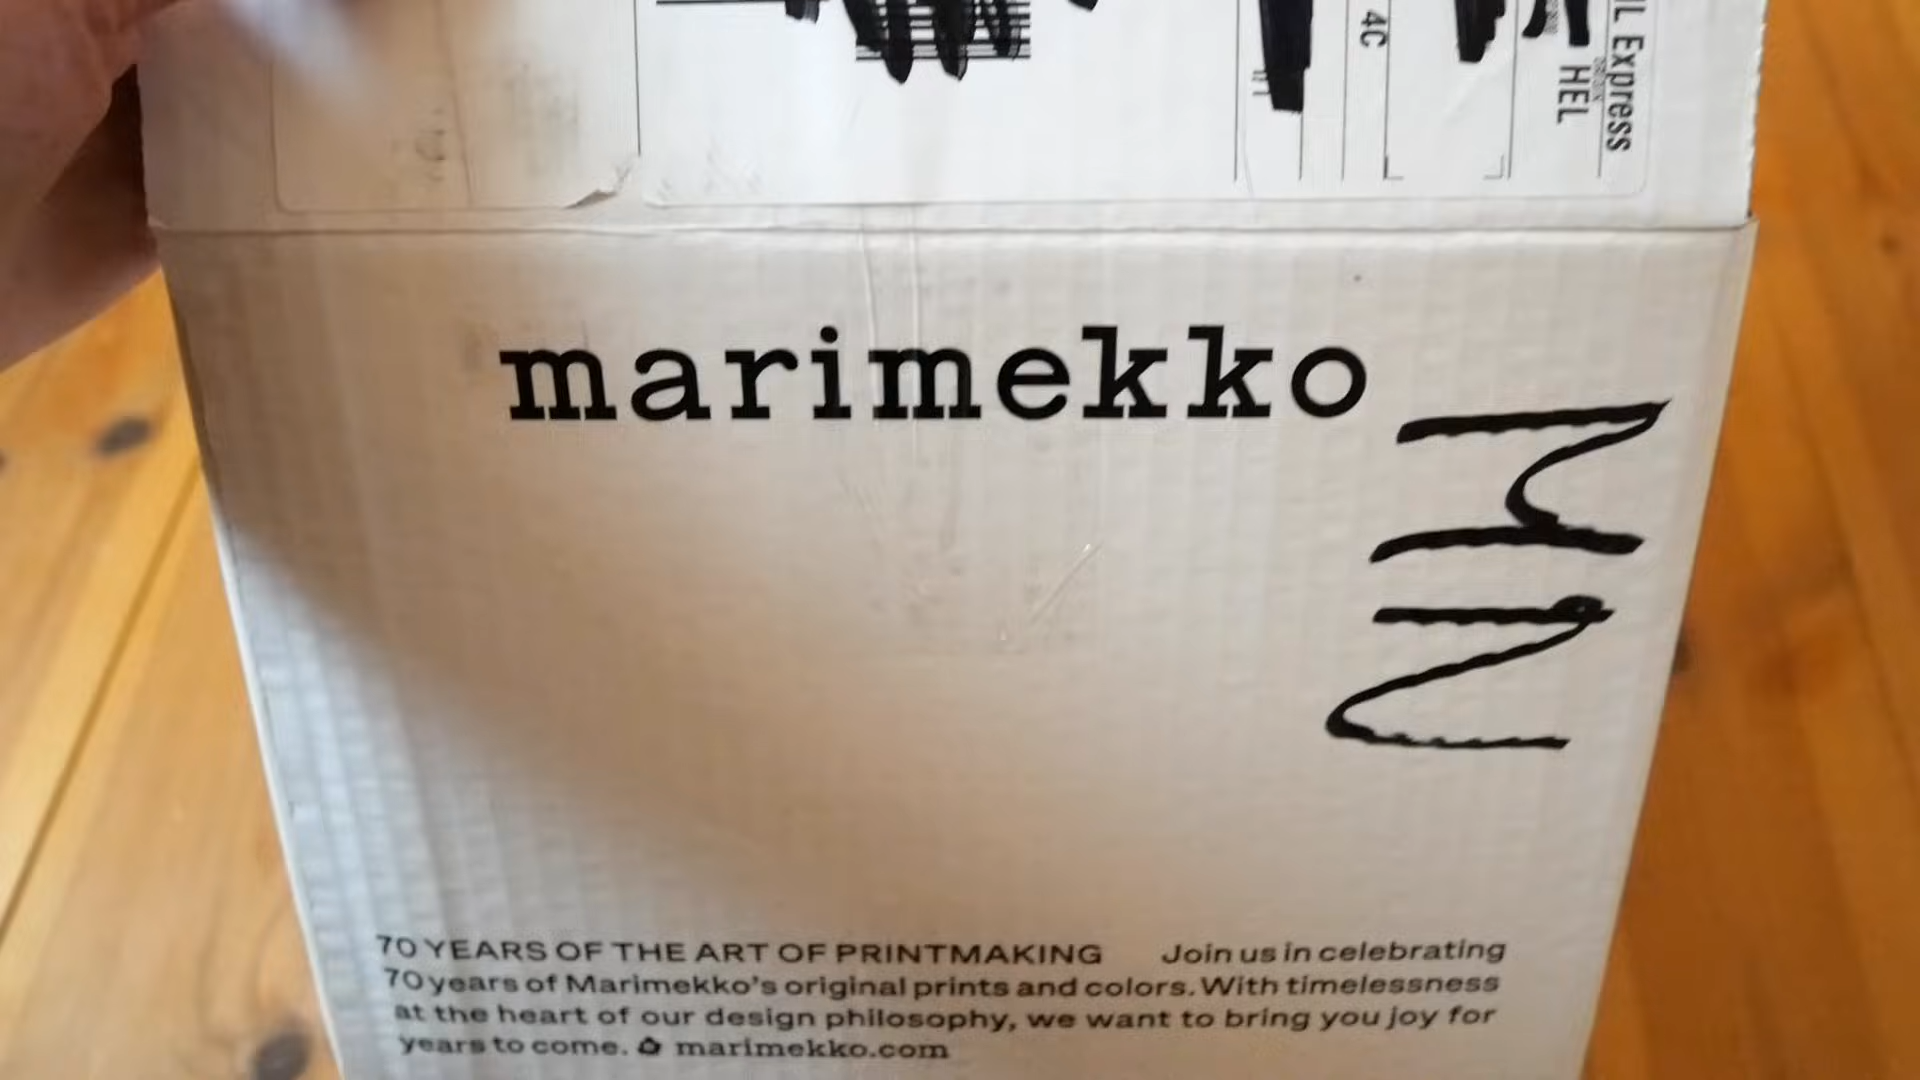 4C
HEL
Express
marimekko
MN
70 YEARS OF THE ART OF PRINTMAKING Join us in celebrating
70 years of Marimekko's original prints and colors. With timelessness
at the heart of our design philosophy, we want to bring you joy for
years to come. marimekko.com